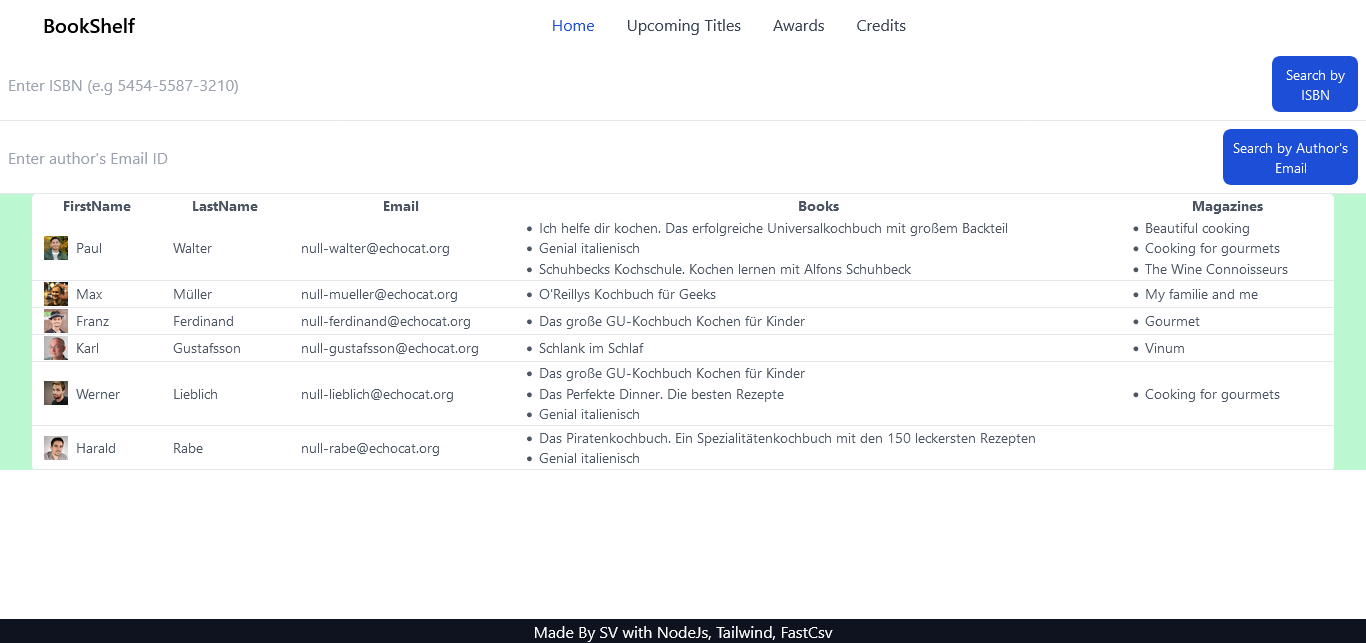 BookShelf Home Upcoming Titles Awards Credits
Enter ISBN (e.g 5454-5587-3210)
Search by
ISBN
Enter author's Email ID
Search by Author's
Email
FirstName LastName Email Books Magazines
Paul Walter null-walter@echocat.org
• Ich helfe dir kochen. Das erfolgreiche Universalkochbuch mit großem Backteil
• Genial italienisch
• Schuhbecks Kochschule. Kochen lernen mit Alfons Schuhbeck
• Beautiful cooking
• Cooking for gourmets
• The Wine Connoisseurs
Max Müller null-mueller@echocat.org • O'Reillys Kochbuch für Geeks • My familie and me
Franz Ferdinand null-ferdinand@echocat.org • Das große GU-Kochbuch Kochen für Kinder • Gourmet
Karl Gustafsson null-gustafsson@echocat.org • Schlank im Schlaf • Vinum
Werner Lieblich null-lieblich@echocat.org
• Das große GU-Kochbuch Kochen für Kinder
• Das Perfekte Dinner. Die besten Rezepte
• Genial italienisch
• Cooking for gourmets
Harald Rabe null-rabe@echocat.org
• Das Piratenkochbuch. Ein Spezialitätenkochbuch mit den 150 leckersten Rezepten
• Genial italienisch
Made By SV with NodeJs, Tailwind, FastCsv